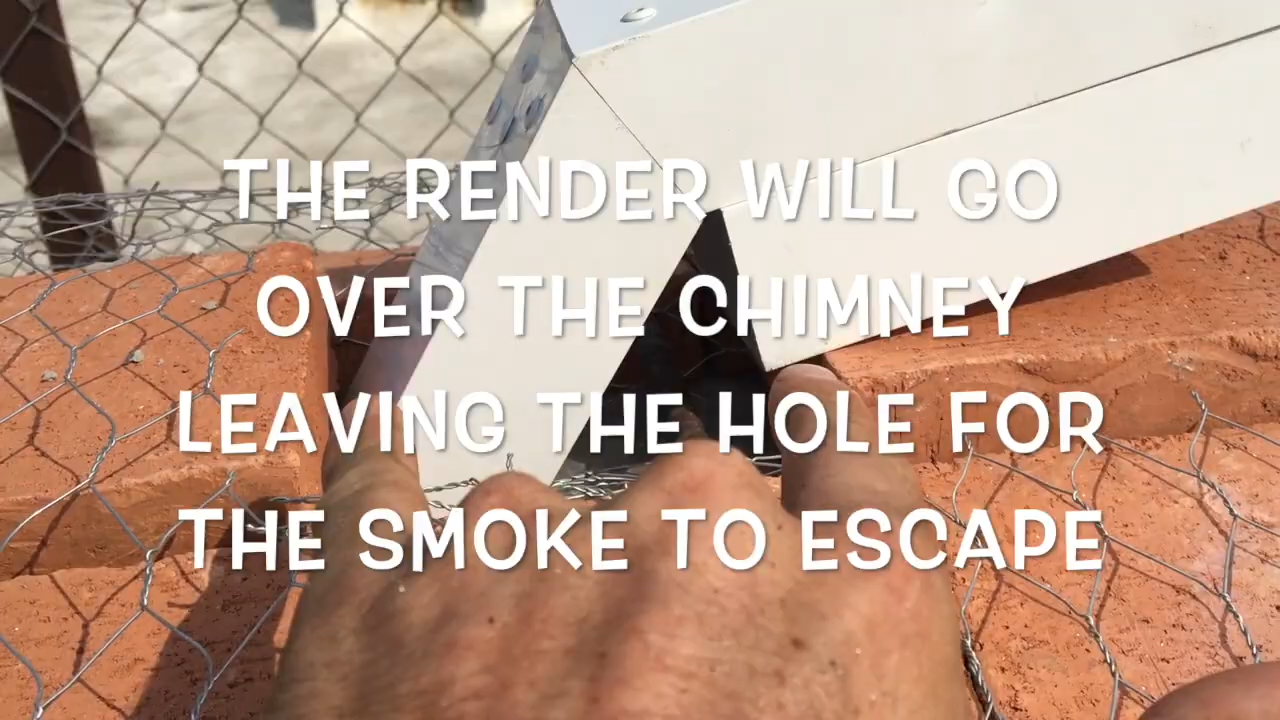 THE RENDER WILL GO
OVER THE CHIMNEY
LEAVING THE HOLE FOR
THE SMOKE TO ESCAPE